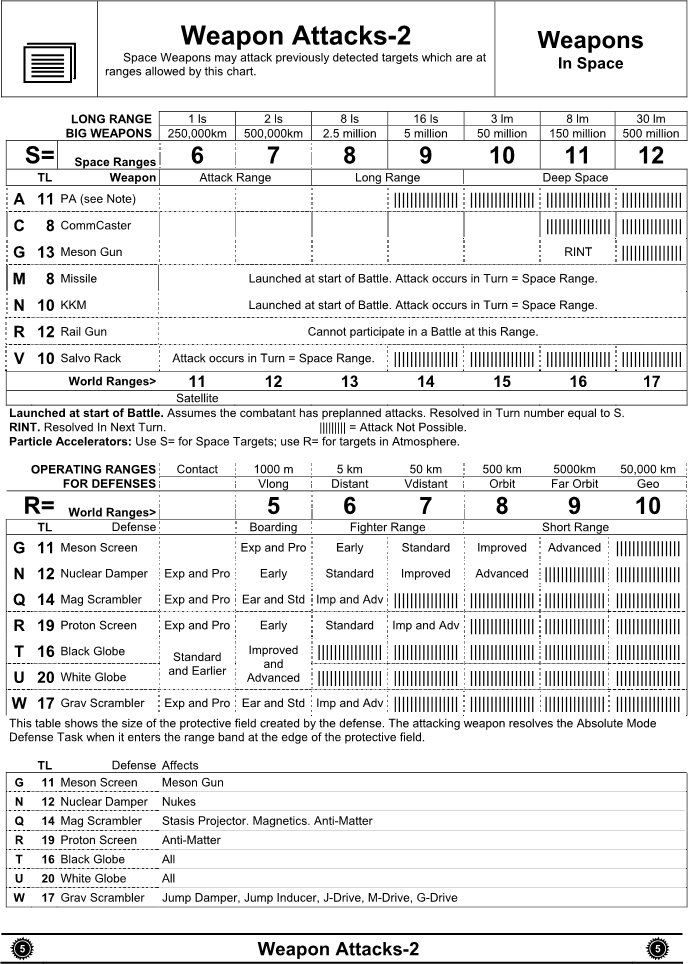 Weapon Attacks-2
Space Weapons may attack previously detected targets which are at
ranges allowed by this chart.
Weapons
In Space
LONG RANGE 1 ls 2 ls 8 ls 16 ls 3 lm 8 lm 30 lm
BIG WEAPONS 250,000km 500,000km 2.5 million 5 million 50 million 150 million 500 million
S= Space Ranges 6 7 8 9 10 11 12
TL Weapon Attack Range Long Range Deep Space
A 11 PA (see Note)
C 8 CommCaster
G 13 Meson Gun RINT
M 8 Missile Launched at start of Battle. Attack occurs in Turn = Space Range.
N 10 KKM Launched at start of Battle. Attack occurs in Turn = Space Range.
R 12 Rail Gun Cannot participate in a Battle at this Range.
V 10 Salvo Rack Attack occurs in Turn = Space Range.
World Ranges> 11 12 13 14 15 16 17
Satellite
Launched at start of Battle. Assumes the combatant has preplanned attacks. Resolved in Turn number equal to S.
RINT. Resolved In Next Turn. ||||||||| = Attack Not Possible.
Particle Accelerators: Use S= for Space Targets; use R= for targets in Atmosphere.
OPERATING RANGES Contact 1000 m 5 km 50 km 500 km 5000km 50,000 km
FOR DEFENSES Vlong Distant Vdistant Orbit Far Orbit Geo
R= World Ranges> 5 6 7 8 9 10
TL Defense Boarding Fighter Range Short Range
G 11 Meson Screen Exp and Pro Early Standard Improved Advanced
N 12 Nuclear Damper Exp and Pro Early Standard Improved Advanced
Q 14 Mag Scrambler Exp and Pro Ear and Std Imp and Adv
R 19 Proton Screen Exp and Pro Early Standard Imp and Adv
T 16 Black Globe Standard and Earlier Improved and Advanced
U 20 White Globe
W 17 Grav Scrambler Exp and Pro Ear and Std Imp and Adv
This table shows the size of the protective field created by the defense. The attacking weapon resolves the Absolute Mode
Defense Task when it enters the range band at the edge of the protective field.
TL Defense Affects
G 11 Meson Screen Meson Gun
N 12 Nuclear Damper Nukes
Q 14 Mag Scrambler Stasis Projector. Magnetics. Anti-Matter
R 19 Proton Screen Anti-Matter
T 16 Black Globe All
U 20 White Globe All
W 17 Grav Scrambler Jump Damper, Jump Inducer, J-Drive, M-Drive, G-Drive
5 Weapon Attacks-2 5